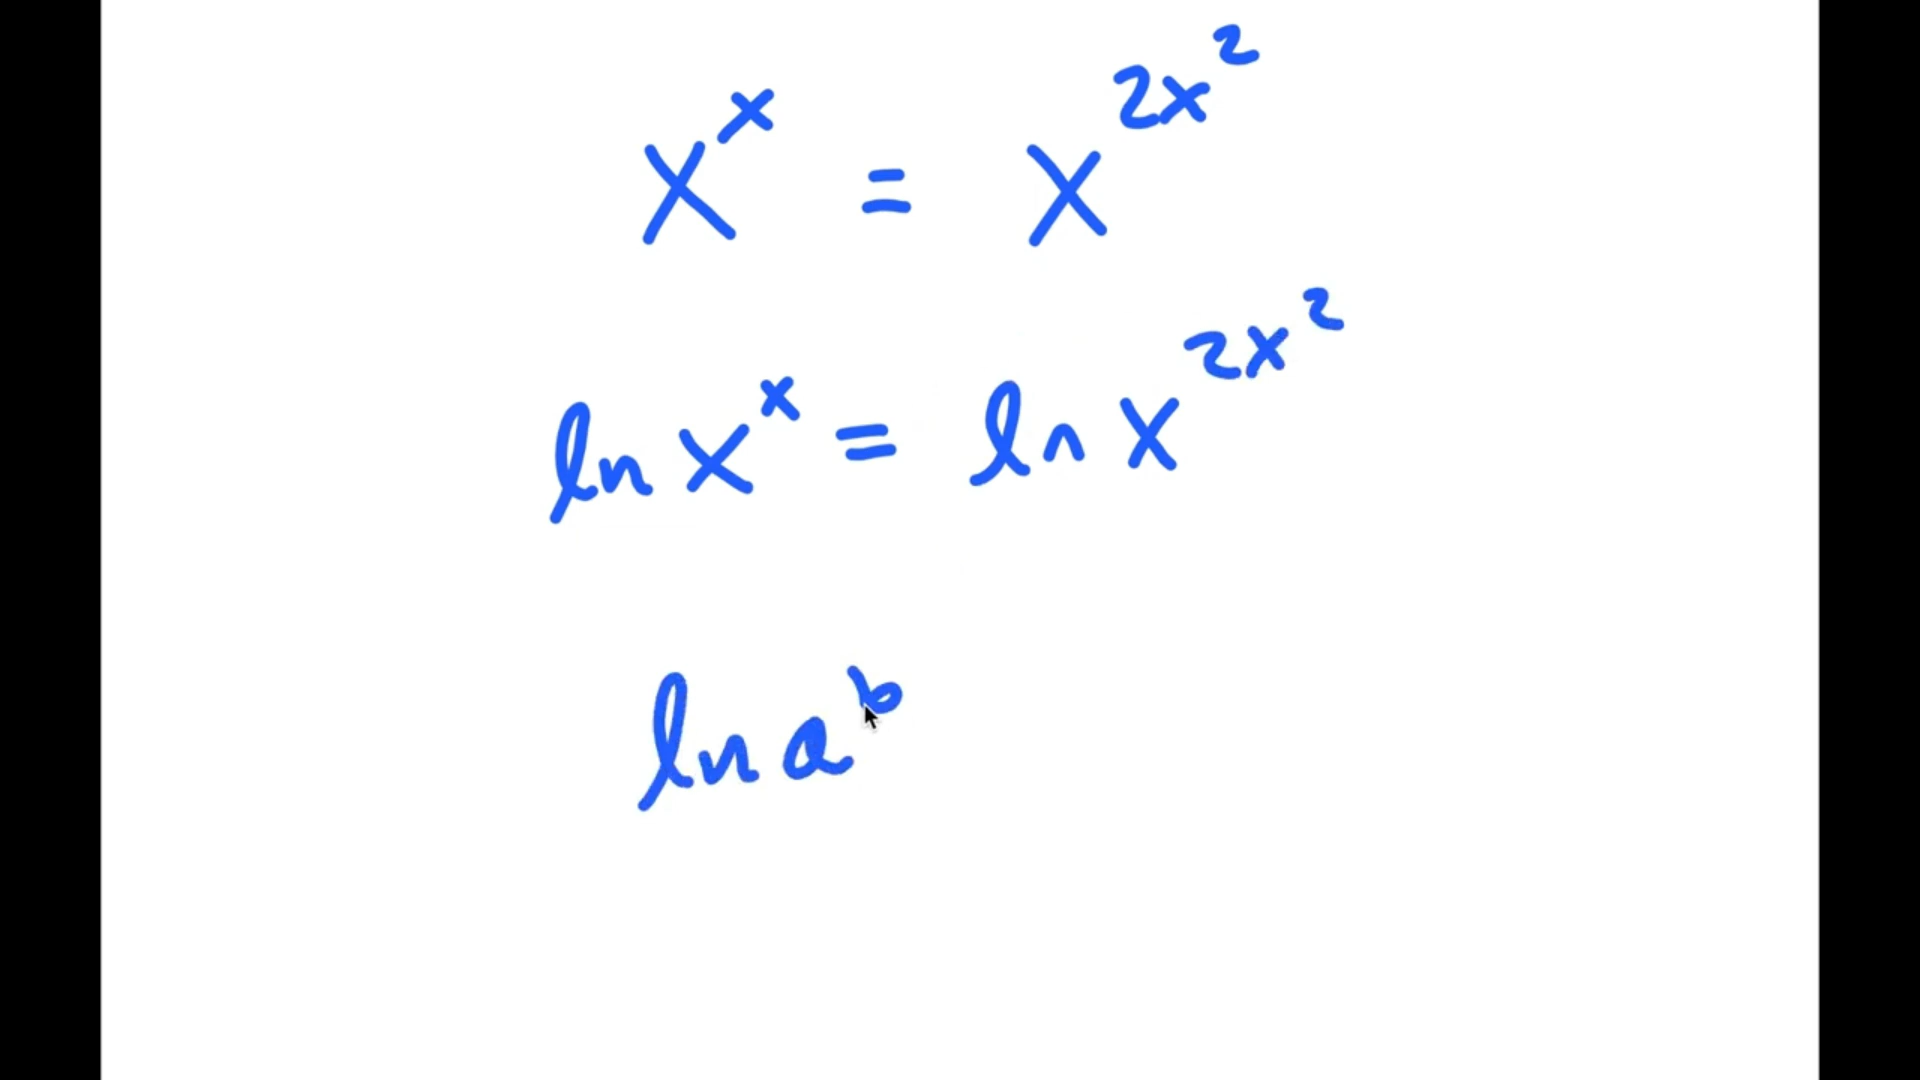 x^x = x^{2x^2}
ln x^x = ln x^{2x^2}
ln a^b